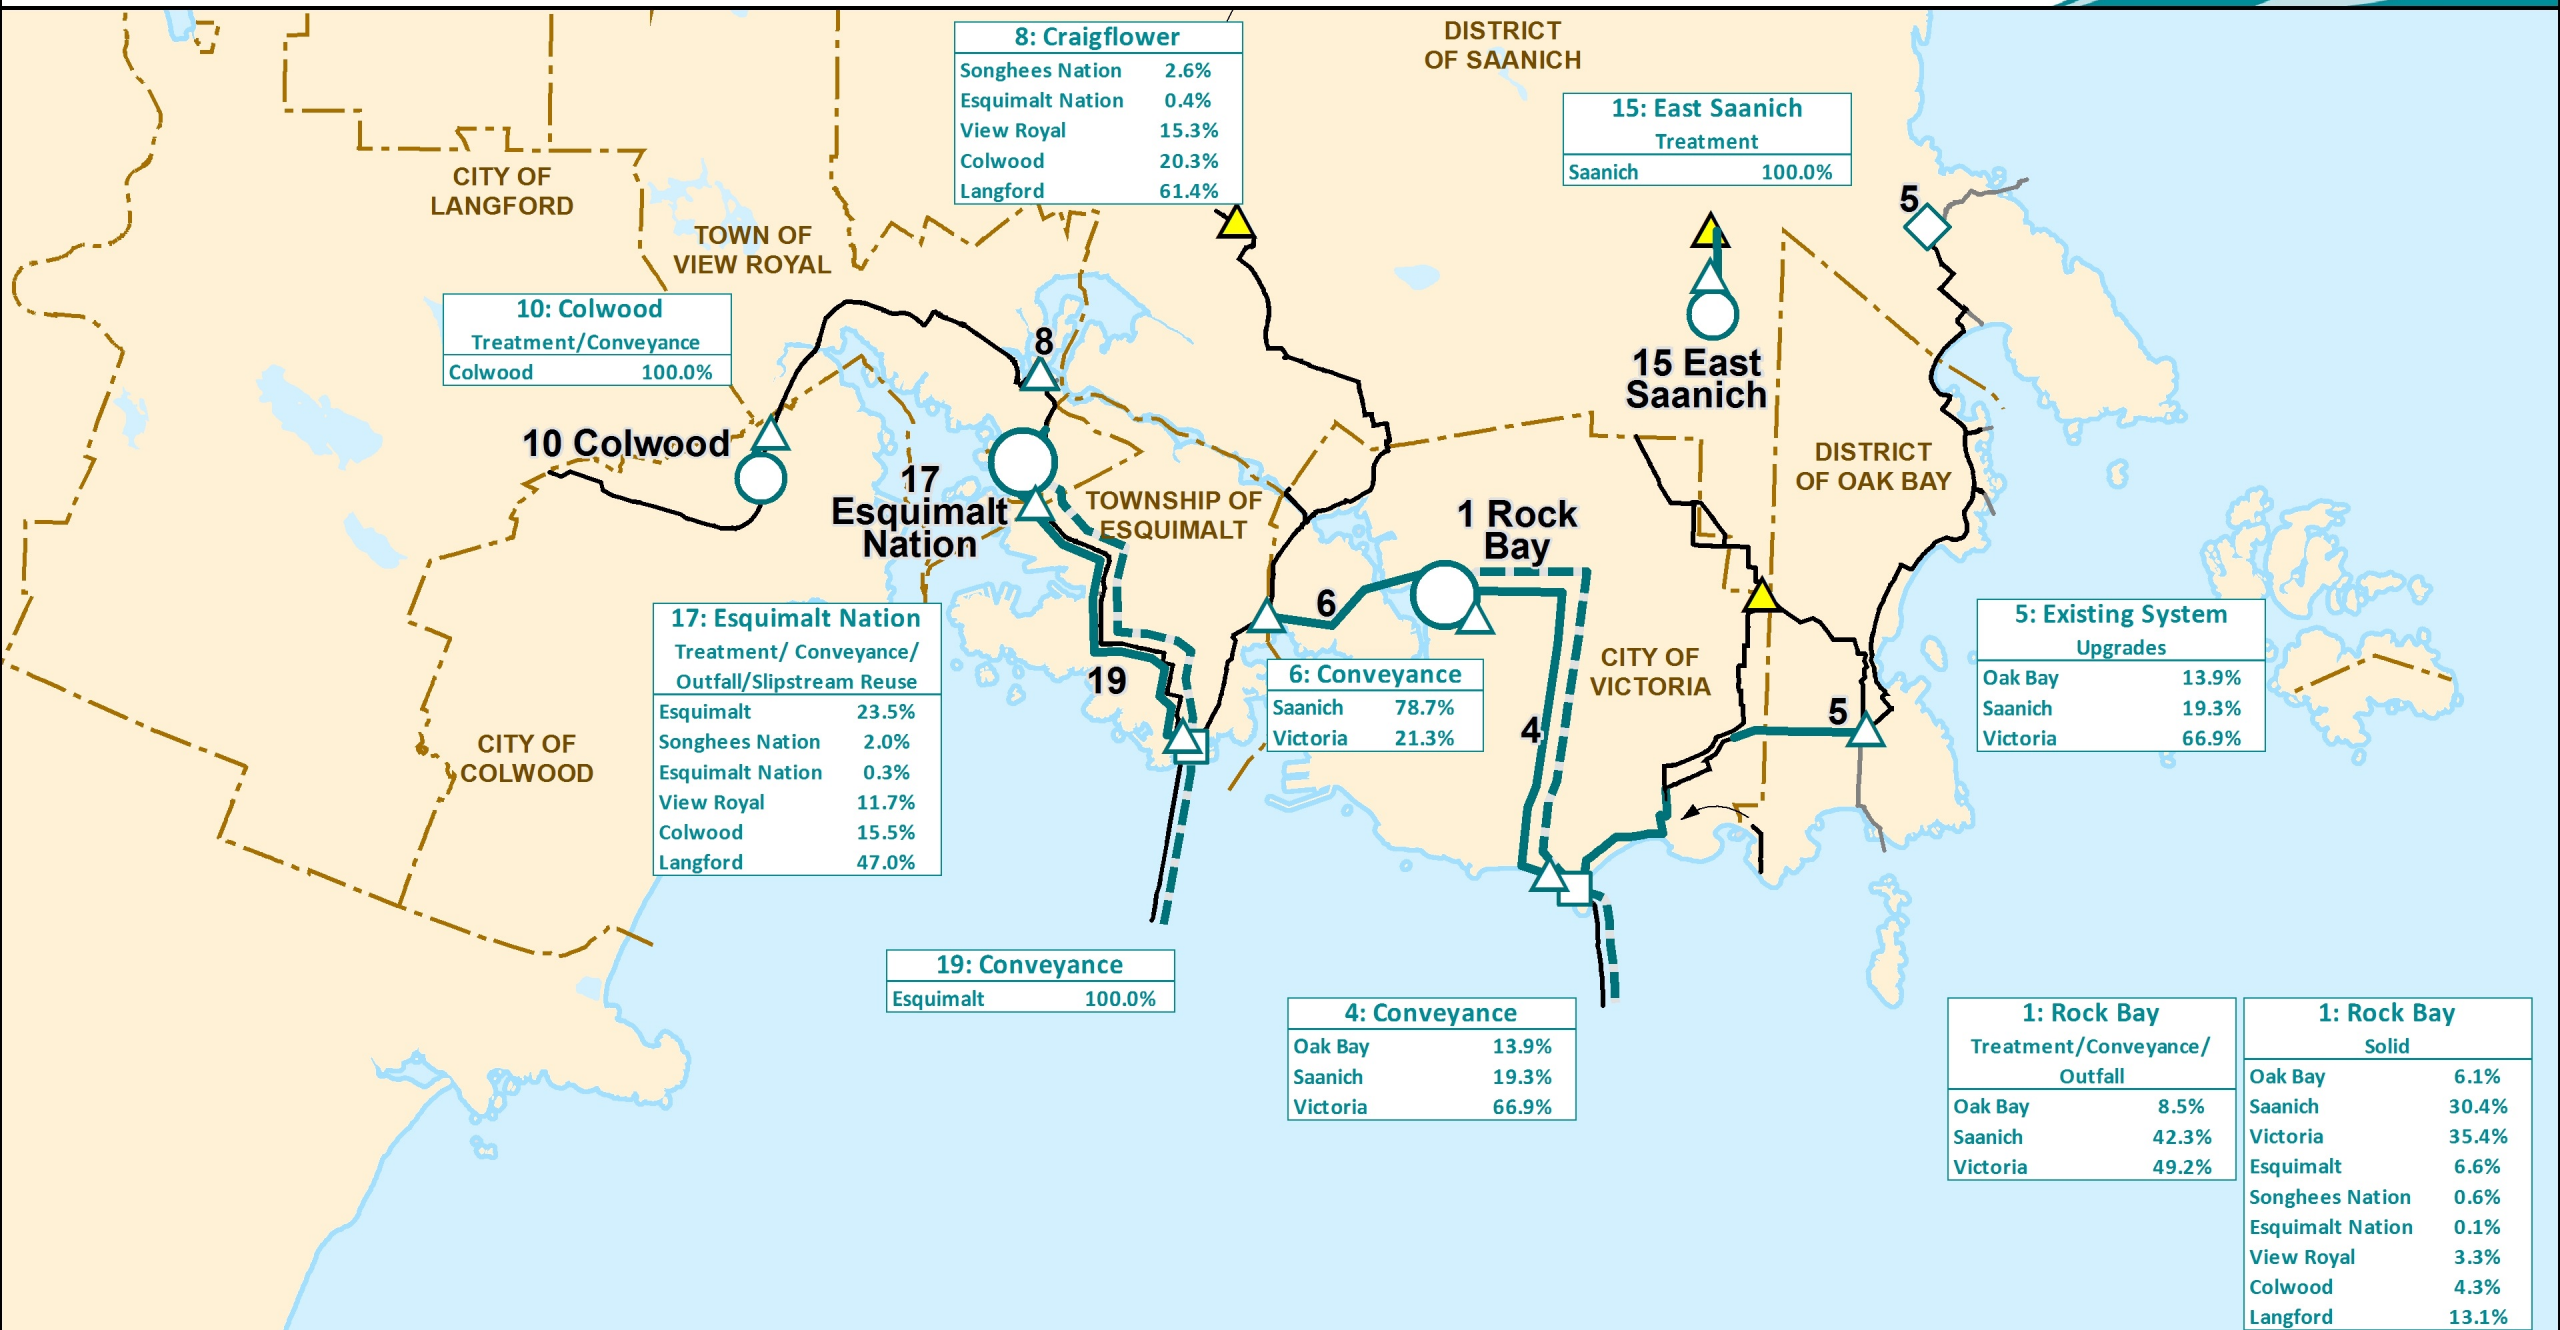 DISTRICT
OF SAANICH
8: Craigflower
Songhees Nation 2.6%
Esquimalt Nation 0.4%
View Royal 15.3%
Colwood 20.3%
Langford 61.4%
15: East Saanich
Treatment
Saanich 100.0%
CITY OF
LANGFORD
TOWN OF
VIEW ROYAL
5
10: Colwood
Treatment/Conveyance
Colwood 100.0%
8
15 East
Saanich
10 Colwood
17
Esquimalt
Nation
TOWNSHIP OF
ESQUIMALT
1 Rock
Bay
DISTRICT
OF OAK BAY
6
17: Esquimalt Nation
Treatment/ Conveyance/
Outfall/Slipstream Reuse
Esquimalt 23.5%
Songhees Nation 2.0%
Esquimalt Nation 0.3%
View Royal 11.7%
Colwood 15.5%
Langford 47.0%
19
6: Conveyance
Saanich 78.7%
Victoria 21.3%
CITY OF
VICTORIA
4
5
5: Existing System
Upgrades
Oak Bay 13.9%
Saanich 19.3%
Victoria 66.9%
CITY OF
COLWOOD
19: Conveyance
Esquimalt 100.0%
4: Conveyance
Oak Bay 13.9%
Saanich 19.3%
Victoria 66.9%
1: Rock Bay
Treatment/Conveyance/
Outfall
Oak Bay 8.5%
Saanich 42.3%
Victoria 49.2%
1: Rock Bay
Solid
Oak Bay 6.1%
Saanich 30.4%
Victoria 35.4%
Esquimalt 6.6%
Songhees Nation 0.6%
Esquimalt Nation 0.1%
View Royal 3.3%
Colwood 4.3%
Langford 13.1%